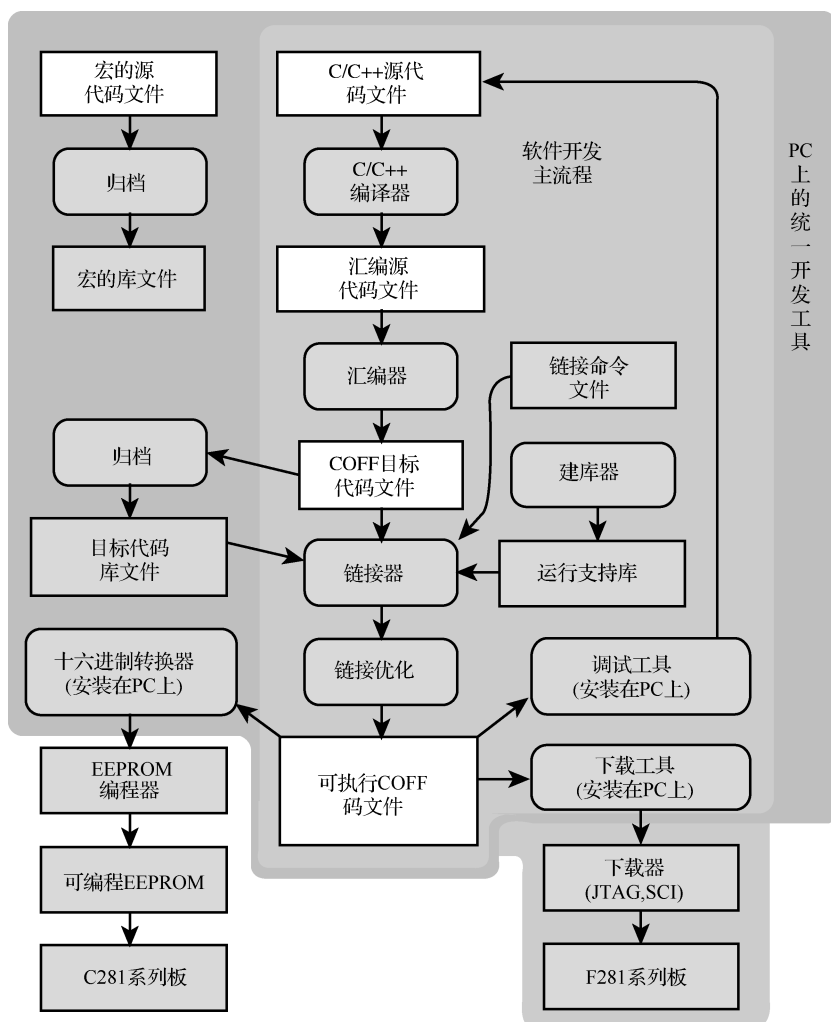 宏的源
代码文件
C/C++源代
码文件
软件开发
主流程
PC
上
的
统
一
开
发
工
具
归档
C/C++
编译器
宏的库文件
汇编源
代码文件
汇编器
链接命令
文件
归档
COFF目标
代码文件
建库器
目标代码
库文件
链接器
运行支持库
十六进制转换器
(安装在PC上)
链接优化
调试工具
(安装在PC上)
EEPROM
编程器
可执行COFF
码文件
下载工具
(安装在PC上)
可编程EEPROM
下载器
(JTAG,SCI)
C281系列板
F281系列板